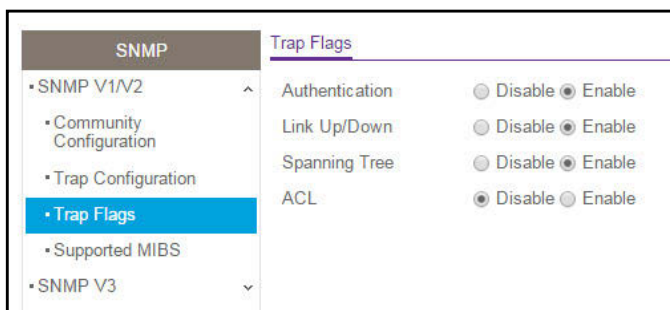 SNMP
SNMP V1/V2
Community
Configuration
Trap Configuration
Trap Flags
Supported MIBS
SNMP V3
Trap Flags
Authentication Disable Enable
Link Up/Down Disable Enable
Spanning Tree Disable Enable
ACL Disable Enable